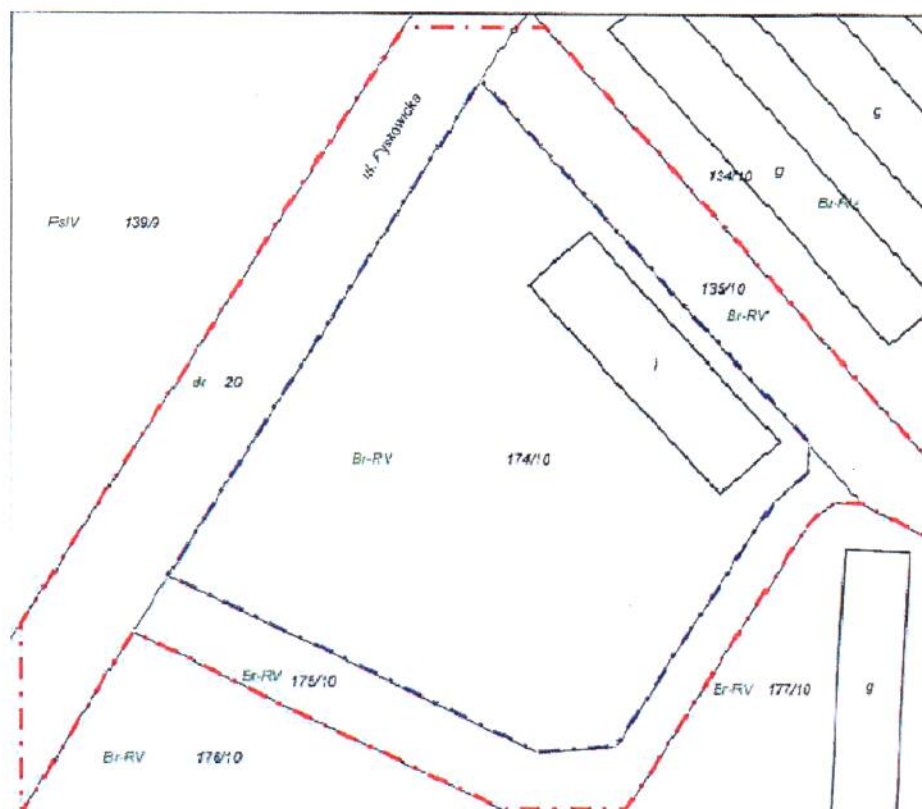 ul. Pyskowicka
g
g
134/10
Br-RV
PsIV 139/9
135/10
Br-RV
i
dr 20
Br-RV 174/10
Br-RV 175/10
Br-RV 177/10
g
Br-RV 176/10